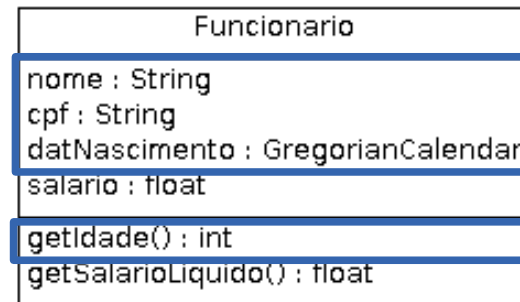 Funcionario
nome : String
cpf : String
datNascimento : GregorianCalendar
salario : float
getIdade() : int
getSalarioLiquido() : float